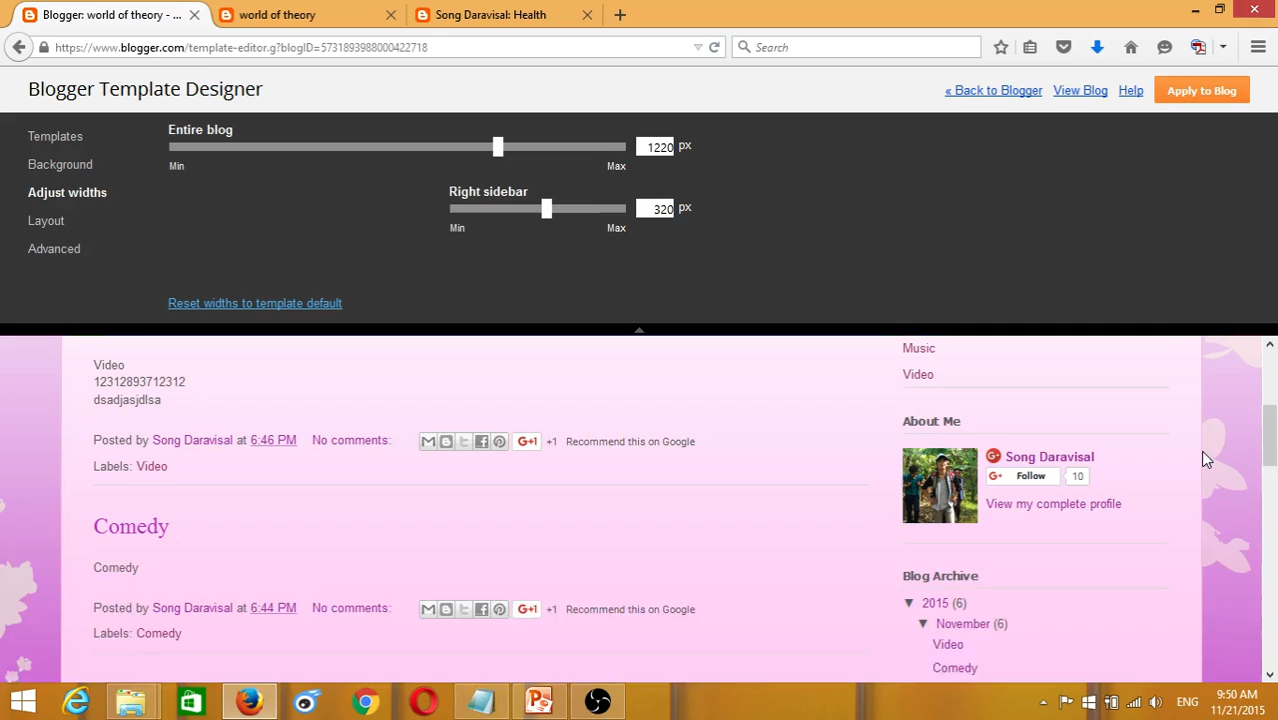 Blogger: world of theory - ...
world of theory
Song Daravisal: Health
https://www.blogger.com/template-editor.g?blogID=5731893988000422718
Search
Blogger Template Designer
« Back to Blogger
View Blog
Help
Apply to Blog
Templates
Background
Adjust widths
Layout
Advanced
Entire blog
1220 px
Min
Max
Right sidebar
320 px
Min
Max
Reset widths to template default
Video
12312893712312
dsadjasjdlsa
Posted by Song Daravisal at 6:46 PM No comments:
G+1 +1 Recommend this on Google
Labels: Video
Comedy
Comedy
Posted by Song Daravisal at 6:44 PM No comments:
G+1 +1 Recommend this on Google
Labels: Comedy
Music
Video
About Me
G+ Song Daravisal
G+ Follow 10
View my complete profile
Blog Archive
▼ 2015 (6)
▼ November (6)
Video
Comedy
ENG
9:50 AM
11/21/2015